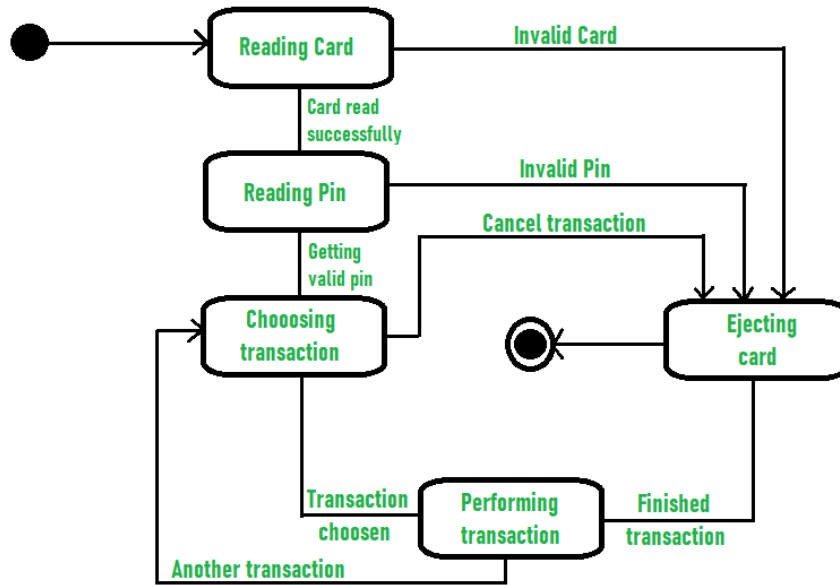 Reading Card
Invalid Card
Card read
successfully
Reading Pin
Invalid Pin
Cancel transaction
Getting
valid pin
Chooosing
transaction
Ejecting
card
Transaction
choosen
Performing
transaction
Finished
transaction
Another transaction